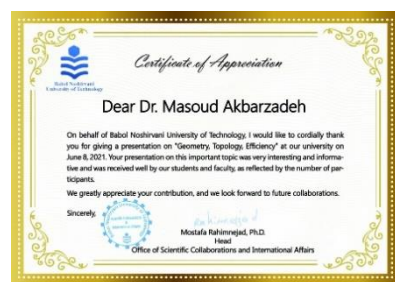 Babol Noshirvani
University of Technology
Certificate of Appreciation
Dear Dr. Masoud Akbarzadeh
On behalf of Babol Noshirvani University of Technology, I would like to cordially thank
you for giving a presentation on "Geometry, Topology, Efficiency" at our university on
June 8, 2021. Your presentation on this important topic was very interesting and informa-
tive and was received well by our students and faculty, as reflected by the number of par-
ticipants.
We greatly appreciate your contribution, and we look forward to future collaborations.
Sincerely,
Mostafa Rahimnejad, Ph.D.
Head
Office of Scientific Collaborations and International Affairs